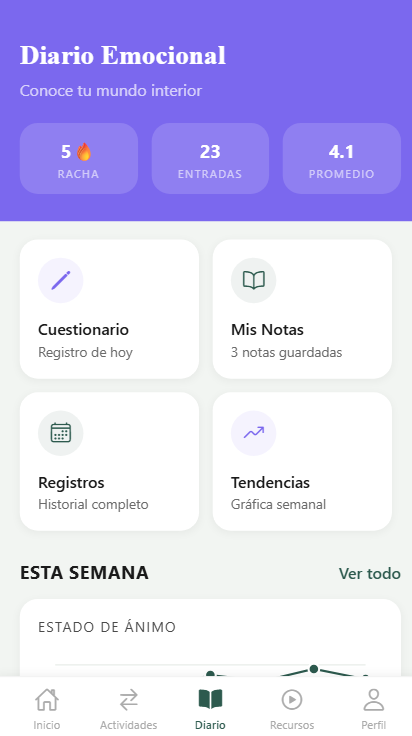 Diario Emocional
Conoce tu mundo interior
5🔥 23 4.1
RACHA ENTRADAS PROMEDIO
Cuestionario
Registro de hoy
Mis Notas
3 notas guardadas
Registros
Historial completo
Tendencias
Gráfica semanal
ESTA SEMANA Ver todo
ESTADO DE ÁNIMO
Inicio Actividades Diario Recursos Perfil